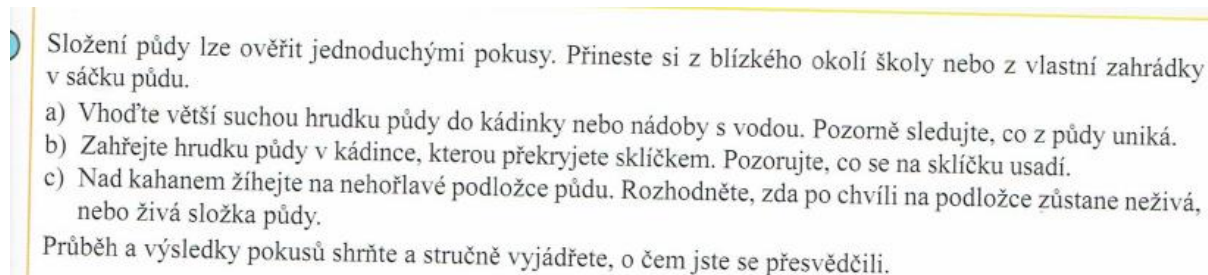 Složení půdy lze ověřit jednoduchými pokusy. Přineste si z blízkého okolí školy nebo z vlastní zahrádky
v sáčku půdu.
a) Vhoďte větší suchou hrudku půdy do kádinky nebo nádoby s vodou. Pozorně sledujte, co z půdy uniká.
b) Zahřejte hrudku půdy v kádince, kterou překryjete sklíčkem. Pozorujte, co se na sklíčku usadí.
c) Nad kahanem žíhejte na nehořlavé podložce půdu. Rozhodněte, zda po chvíli na podložce zůstane neživá,
nebo živá složka půdy.
Průběh a výsledky pokusů shrňte a stručně vyjádřete, o čem jste se přesvědčili.